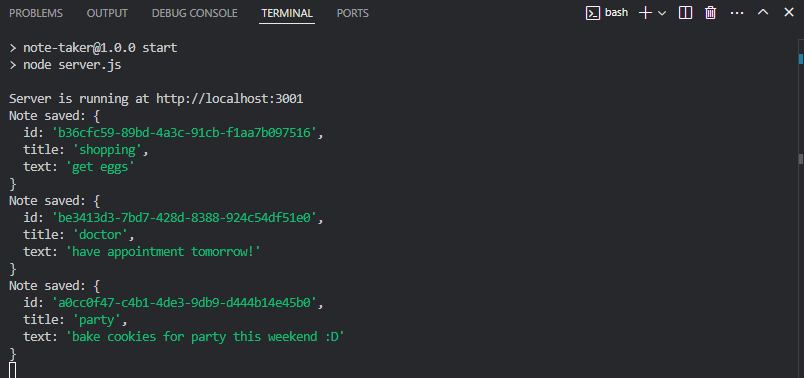 PROBLEMS OUTPUT DEBUG CONSOLE TERMINAL PORTS bash
> note-taker@1.0.0 start
> node server.js
Server is running at http://localhost:3001
Note saved: {
  id: 'b36cfc59-89bd-4a3c-91cb-f1aa7b097516',
  title: 'shopping',
  text: 'get eggs'
}
Note saved: {
  id: 'be3413d3-7bd7-428d-8388-924c54df51e0',
  title: 'doctor',
  text: 'have appointment tomorrow!'
}
Note saved: {
  id: 'a0cc0f47-c4b1-4de3-9db9-d444b14e45b0',
  title: 'party',
  text: 'bake cookies for party this weekend :D'
}